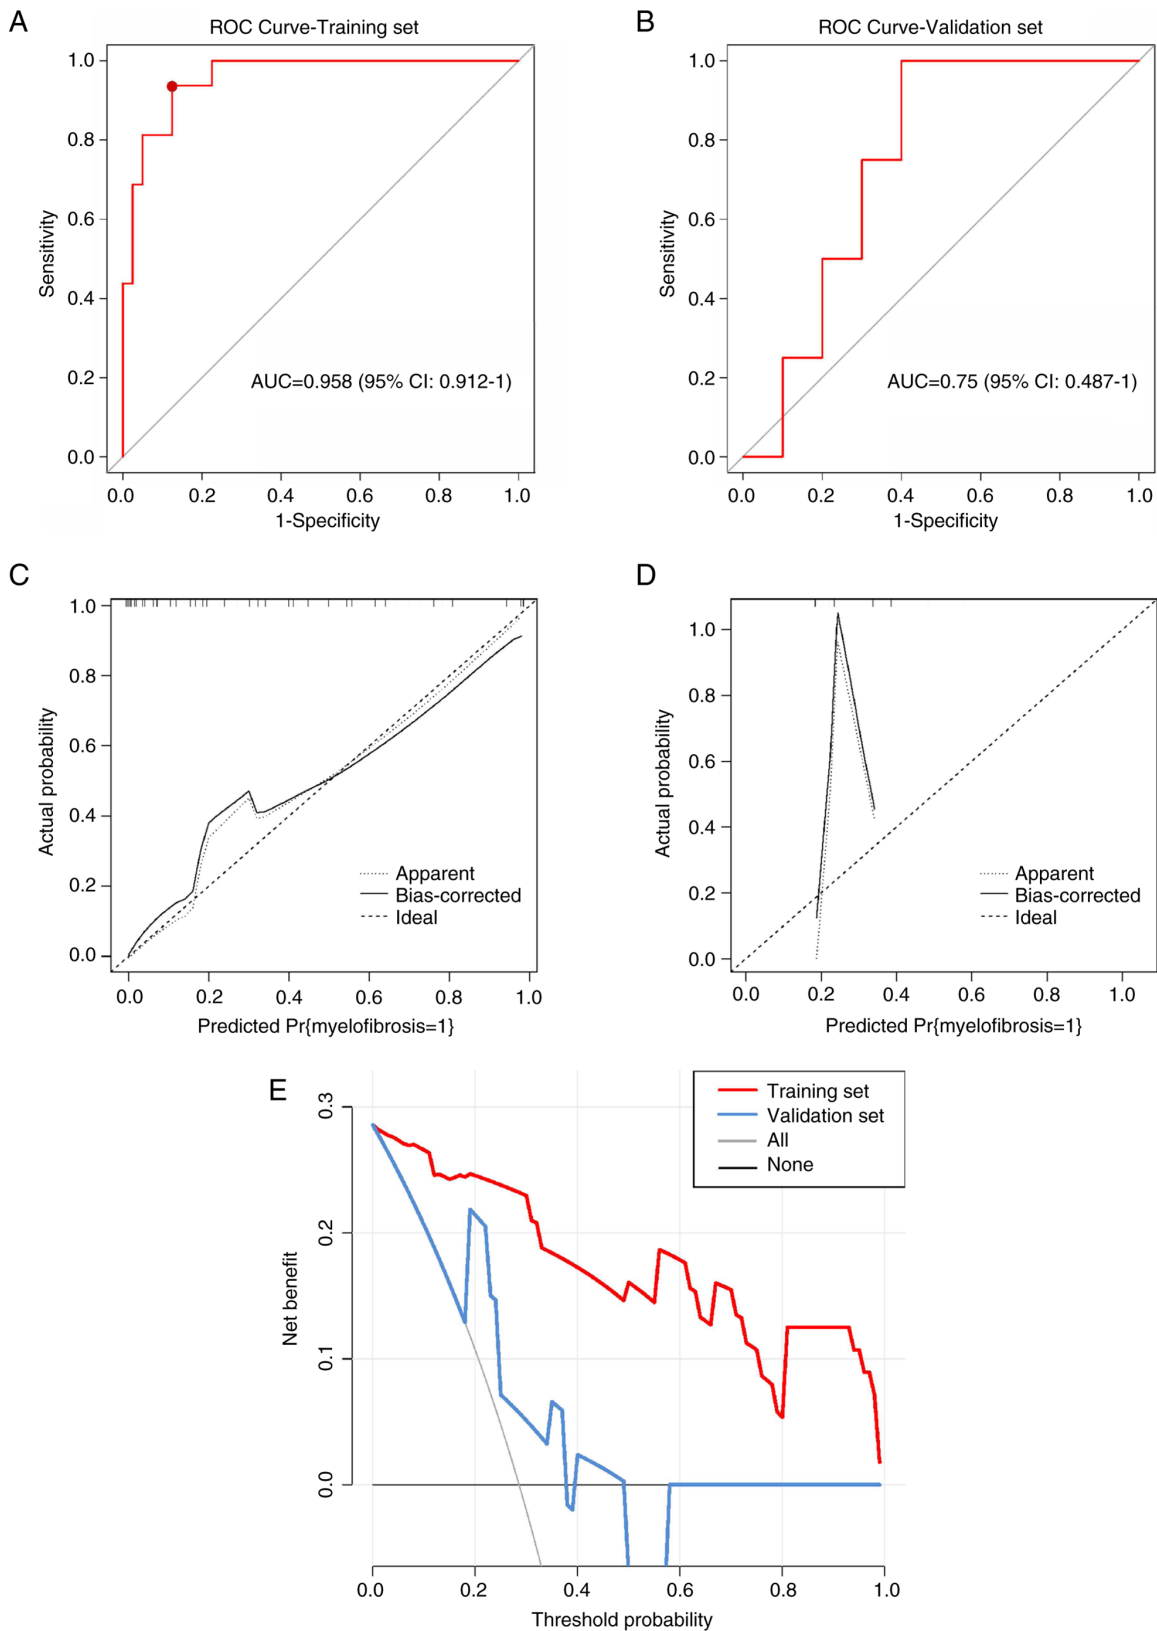 A
ROC Curve-Training set
1.0
0.8
0.6
0.4
0.2
0.0
Sensitivity
AUC=0.958 (95% CI: 0.912-1)
0.0 0.2 0.4 0.6 0.8 1.0
1-Specificity
B
ROC Curve-Validation set
1.0
0.8
0.6
0.4
0.2
0.0
Sensitivity
AUC=0.75 (95% CI: 0.487-1)
0.0 0.2 0.4 0.6 0.8 1.0
1-Specificity
C
1.0
0.8
0.6
0.4
0.2
0.0
Actual probability
Apparent
Bias-corrected
Ideal
0.0 0.2 0.4 0.6 0.8 1.0
Predicted Pr{myelofibrosis=1}
D
1.0
0.8
0.6
0.4
0.2
0.0
Actual probability
Apparent
Bias-corrected
Ideal
0.0 0.2 0.4 0.6 0.8 1.0
Predicted Pr{myelofibrosis=1}
E
Training set
Validation set
All
None
0.3
0.2
0.1
0.0
Net benefit
0.0 0.2 0.4 0.6 0.8 1.0
Threshold probability